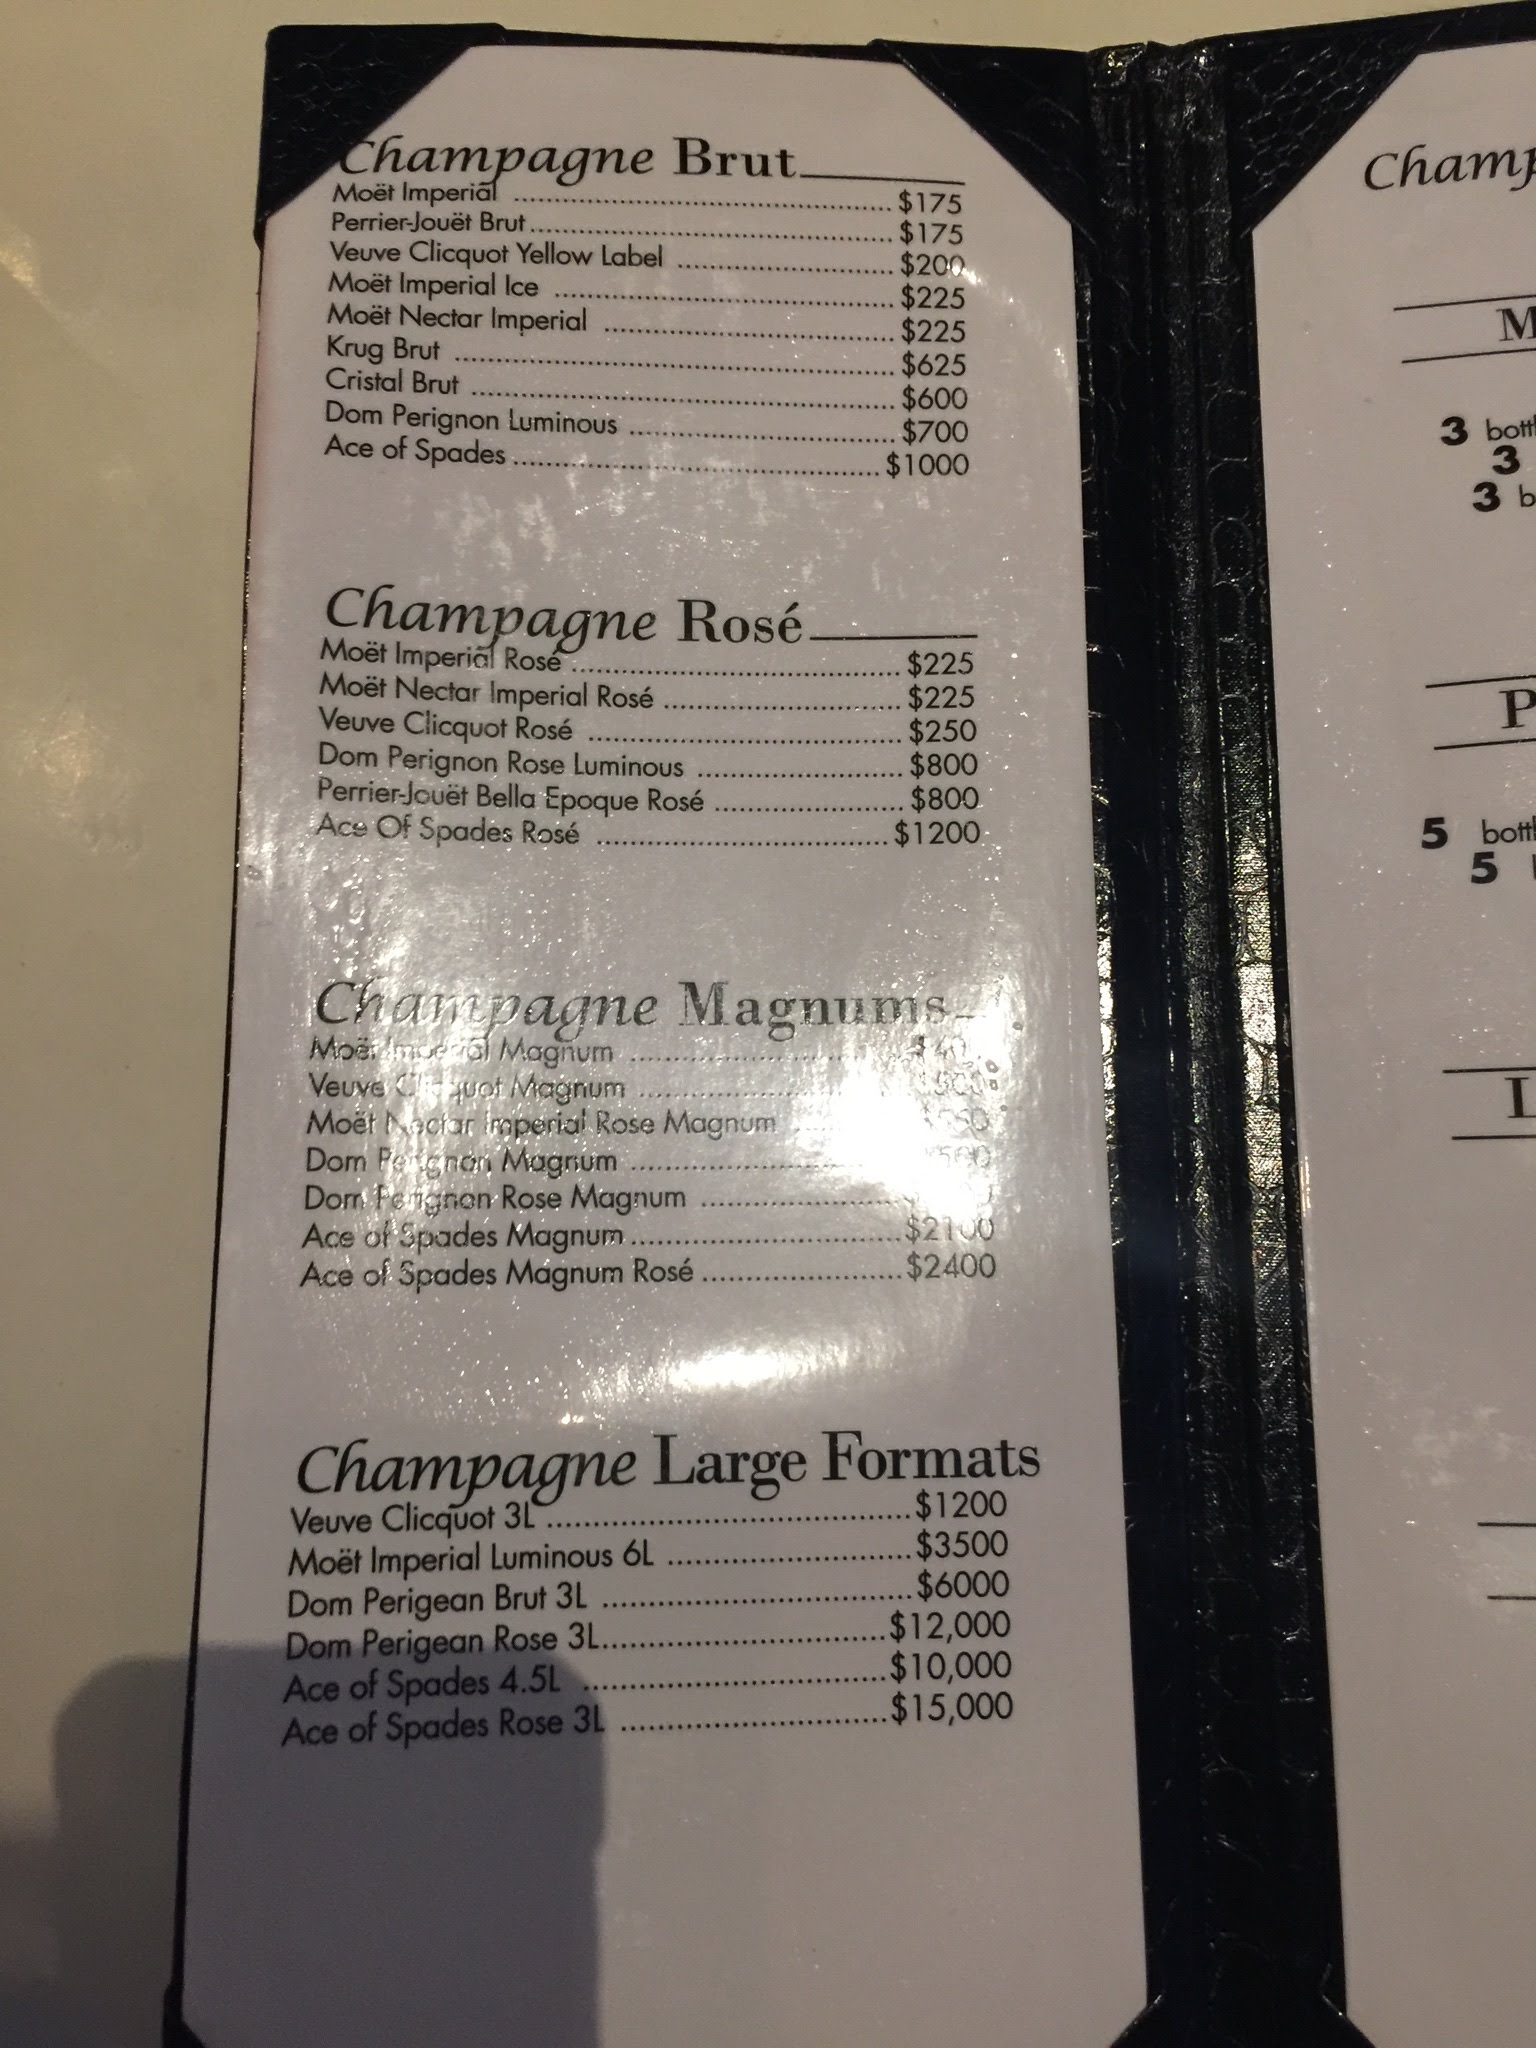 Champagne Brut
Moët Imperial $175
Perrier-Jouët Brut $175
Veuve Clicquot Yellow Label $200
Moët Imperial Ice $225
Moët Nectar Imperial $225
Krug Brut $625
Cristal Brut $600
Dom Perignon Luminous $700
Ace of Spades $1000
Champagne Rosé
Moët Imperial Rosé $225
Moët Nectar Imperial Rosé $225
Veuve Clicquot Rosé $250
Dom Perignon Rose Luminous $800
Perrier-Jouët Bella Epoque Rosé $800
Ace Of Spades Rosé $1200
Champagne Magnums
Moët Imperial Magnum
Veuve Clicquot Magnum
Moët Nectar Imperial Rose Magnum
Dom Perignon Magnum
Dom Perignon Rose Magnum
Ace of Spades Magnum $2100
Ace of Spades Magnum Rosé $2400
Champagne Large Formats
Veuve Clicquot 3L $1200
Moët Imperial Luminous 6L $3500
Dom Perigean Brut 3L $6000
Dom Perigean Rose 3L $12,000
Ace of Spades 4.5L $10,000
Ace of Spades Rose 3L $15,000
3
3
3
5
5